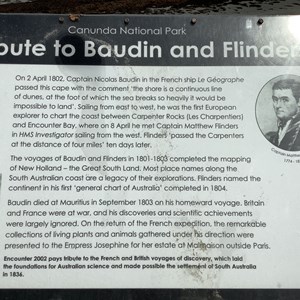 Canunda National Park
bute to Baudin and Flinder
On 2 April 1802, Captain Nicolas Baudin in the French ship Le Géographe
passed this cape with the comment 'the shore is a continuous line
of dunes, at the foot of which the sea breaks so heavily it would be
impossible to land'. Sailing from east to west, he was the first European
explorer to chart the coast between Carpenter Rocks (Les Charpentiers)
and Encounter Bay, where on 8 April he met Captain Matthew Flinders
in HMS Investigator sailing from the west. Flinders 'passed the Carpenters
at the distance of four miles' ten days later.
The voyages of Baudin and Flinders in 1801-1803 completed the mapping
of New Holland – the Great South Land. Most place names along the
South Australian coast are a legacy of their explorations. Flinders named the
continent in his first 'general chart of Australia' completed in 1804.
Baudin died at Mauritius in September 1803 on his homeward voyage. Britain
and France were at war, and his discoveries and scientific achievements
were largely ignored. On the return of the French expedition, the remarkable
collections of living plants and animals gathered under his direction were
presented to the Empress Josephine for her estate at Malmaison outside Paris.
Encounter 2002 pays tribute to the French and British voyages of discovery, which laid
the foundations for Australian science and made possible the settlement of South Australia
in 1836.
Captain
1774 - 18